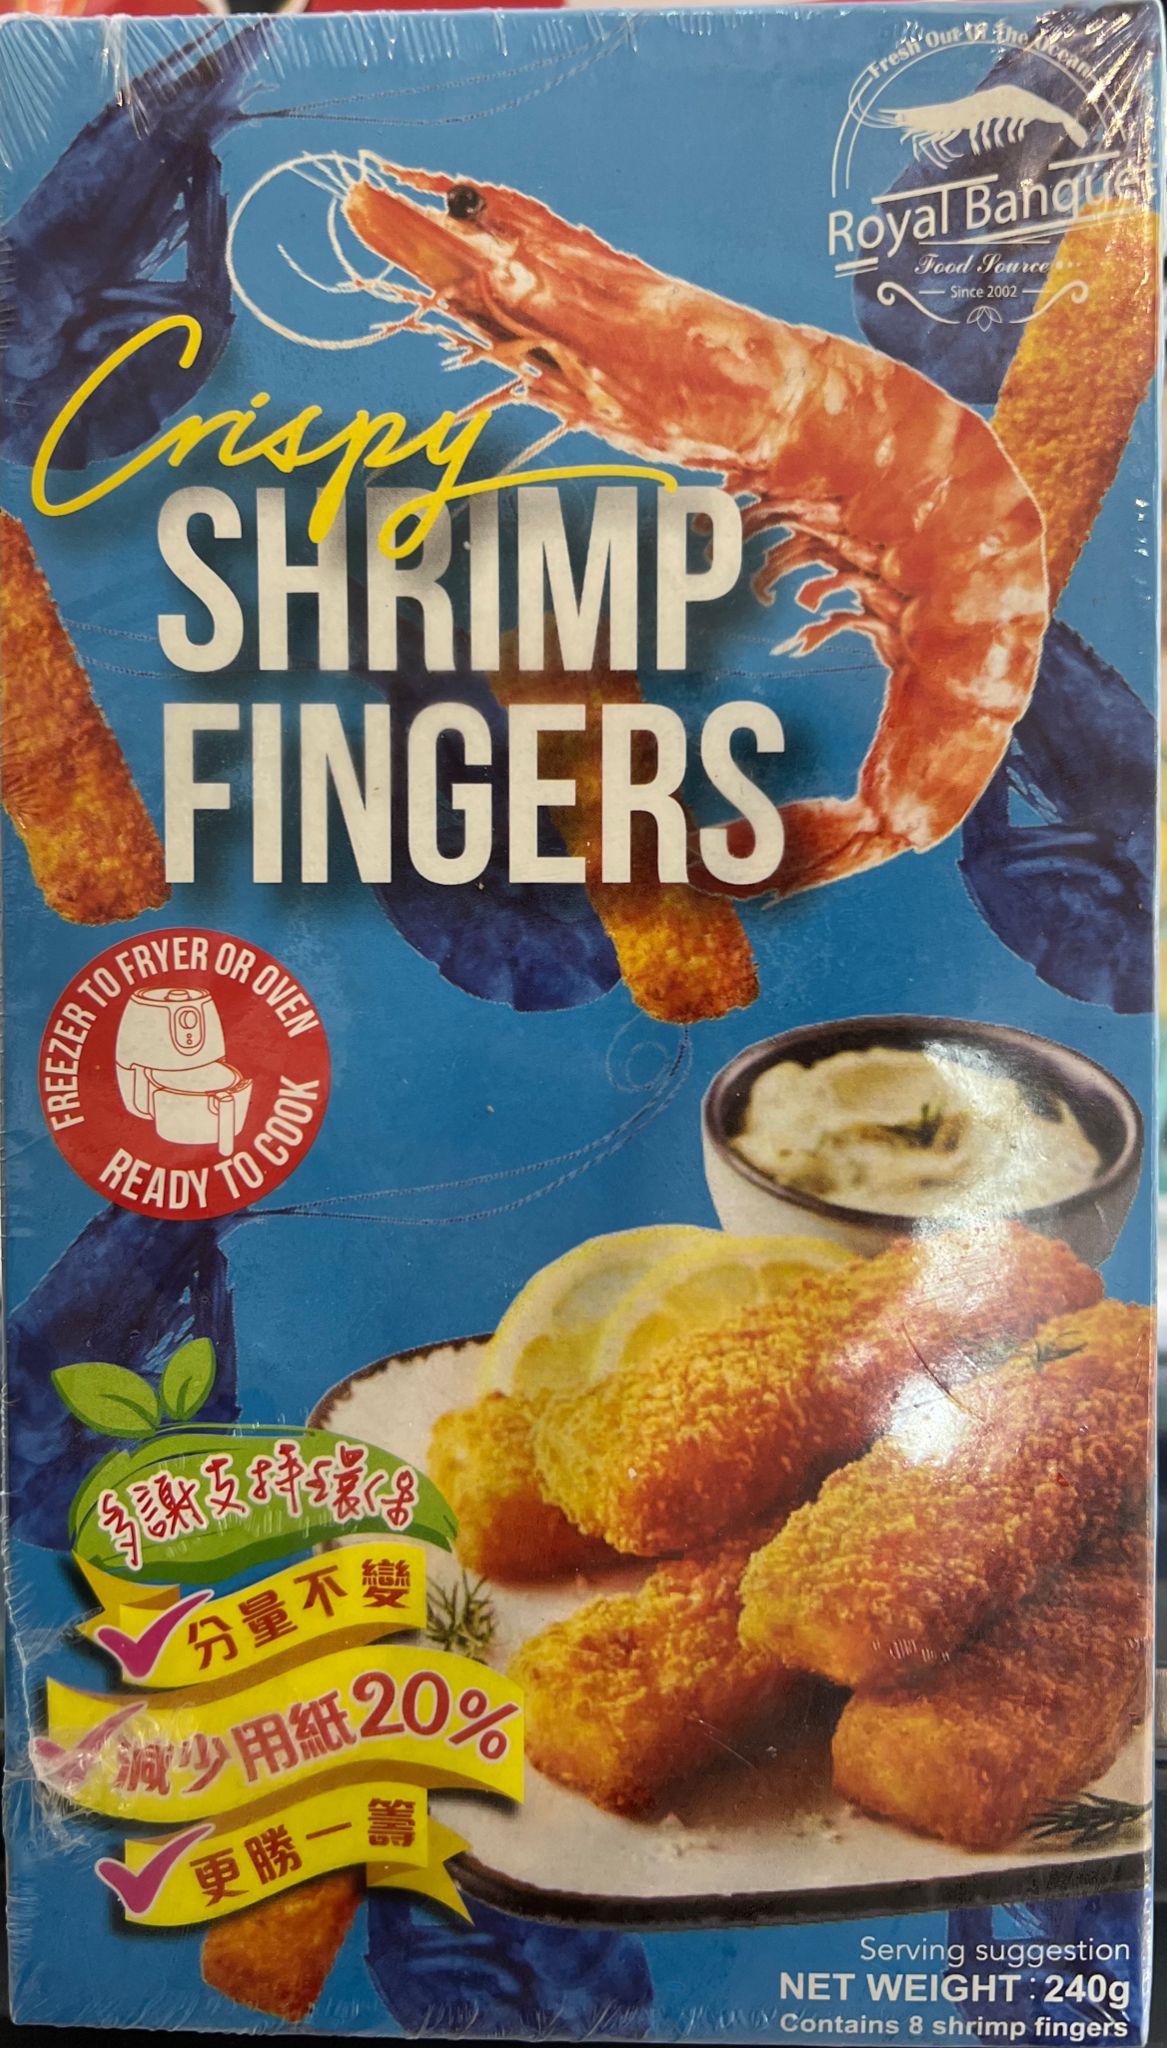 Fresh Out Of The Ocean
Royal Banquet
Food Source
Since 2002
Crispy
SHRIMP
FINGERS
FREEZER TO FRYER OR OVEN
READY TO COOK
多謝支持環保
分量不變
減少用紙20%
更勝一籌
Serving suggestion
NET WEIGHT : 240g
Contains 8 shrimp fingers